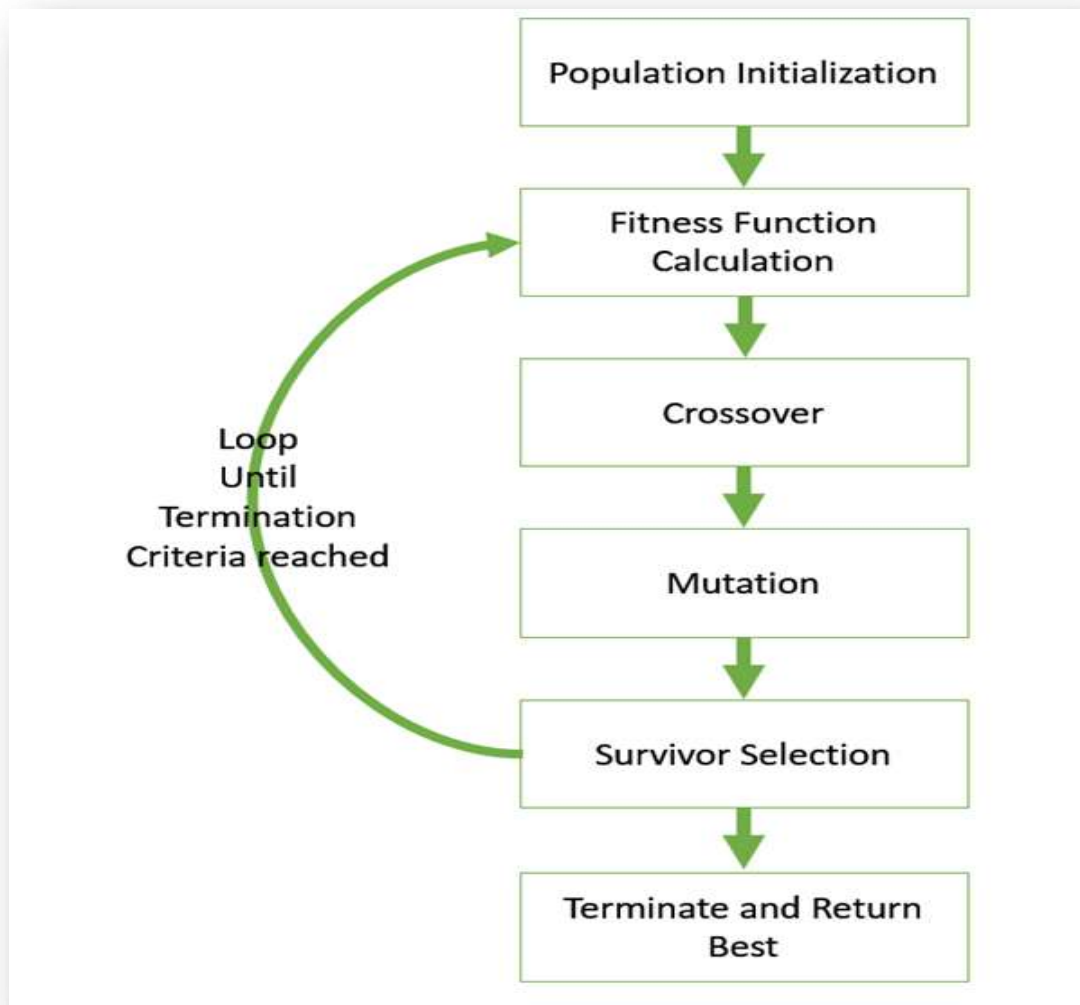 Population Initialization
Fitness Function
Calculation
Crossover
Loop
Until
Termination
Criteria reached
Mutation
Survivor Selection
Terminate and Return
Best